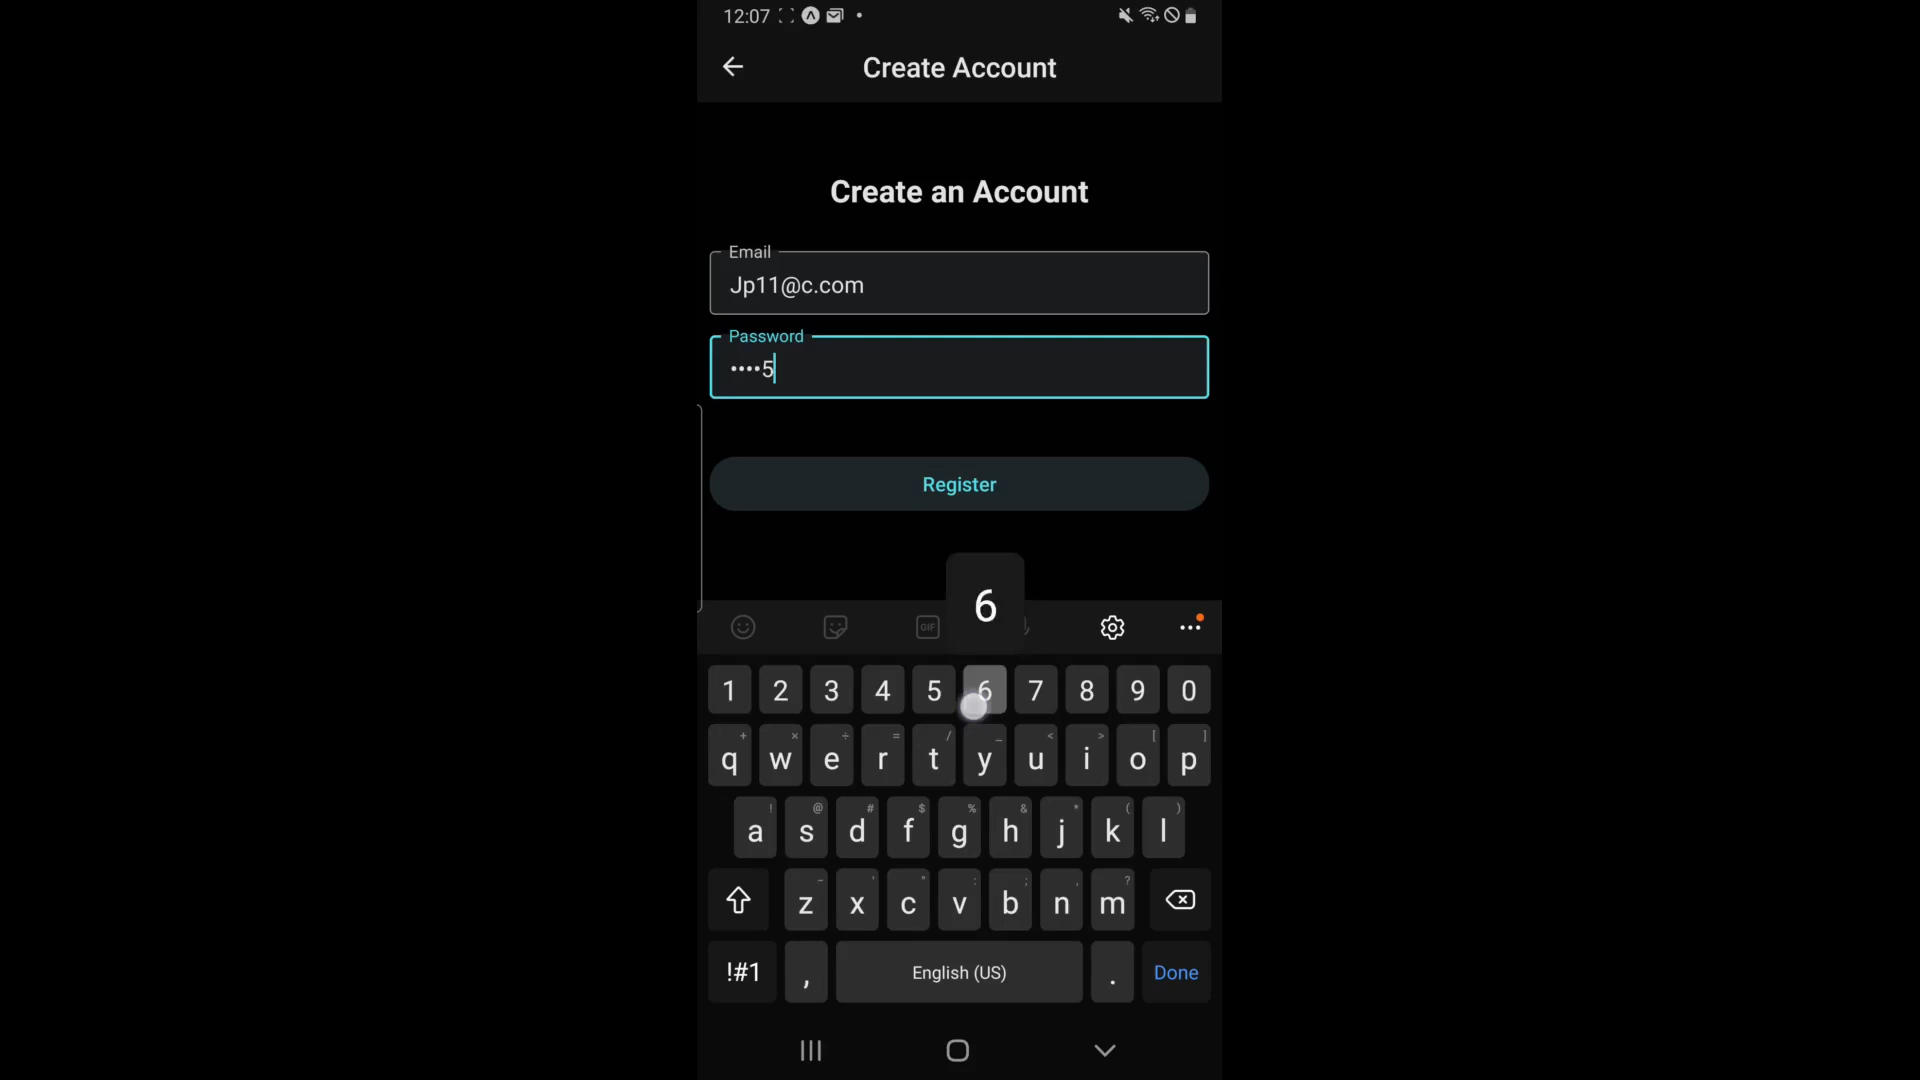 12:07
Create Account
Create an Account
Email
Jp11@c.com
Password
••••5
Register
6
GIF
1 2 3 4 5 6 7 8 9 0
+ × ÷ = / _ < > [ ]
q w e r t y u i o p
! @ # $ % & * ( )
a s d f g h j k l
- ' " : ; , ?
z x c v b n m
!#1 , English (US) . Done